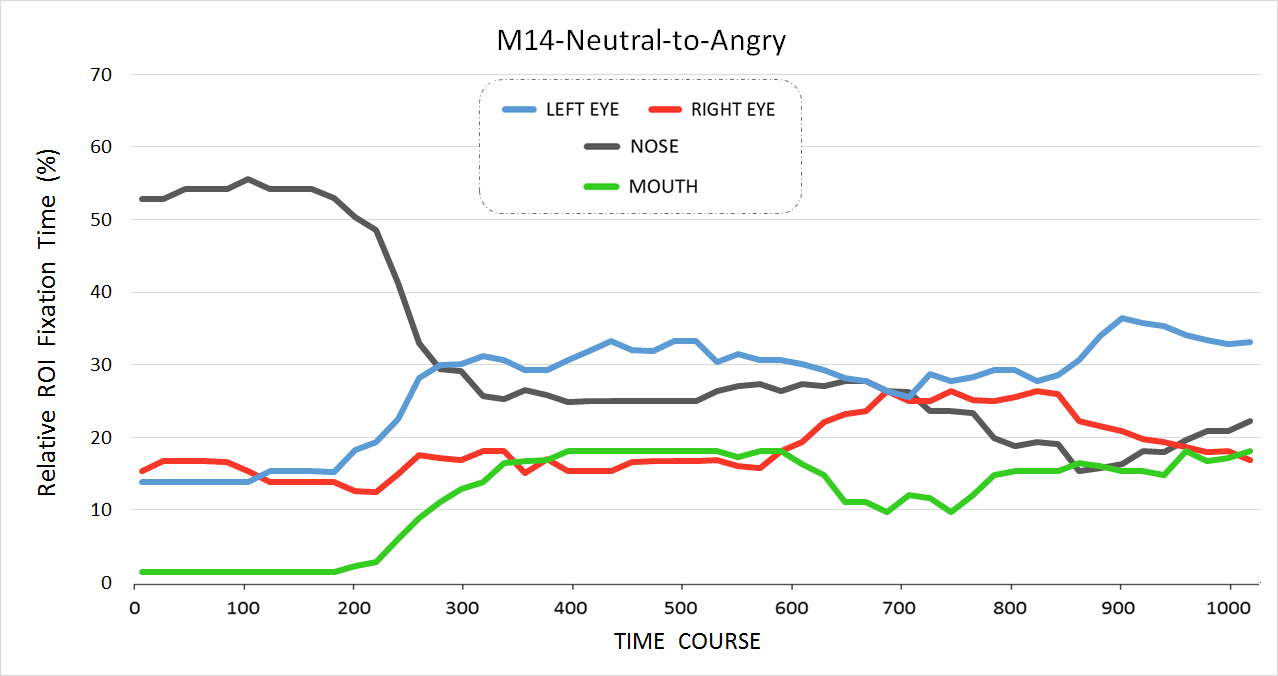 M14-Neutral-to-Angry
70
60
50
40
30
20
10
0
Relative ROI Fixation Time (%)
LEFT EYE RIGHT EYE
NOSE
MOUTH
0 100 200 300 400 500 600 700 800 900 1000
TIME COURSE